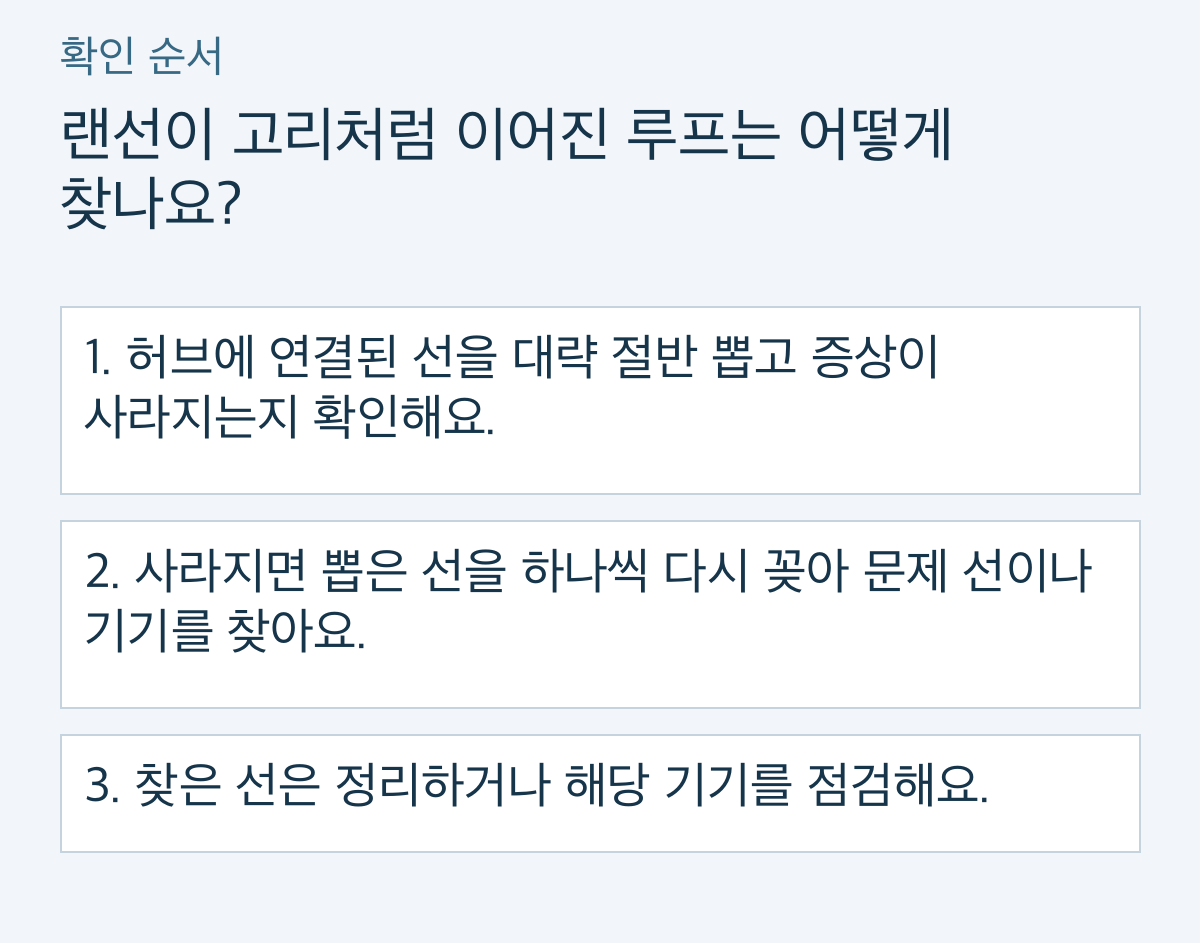 확인 순서
랜선이 고리처럼 이어진 루프는 어떻게
찾나요?
1. 허브에 연결된 선을 대략 절반 뽑고 증상이
사라지는지 확인해요.
2. 사라지면 뽑은 선을 하나씩 다시 꽂아 문제 선이나
기기를 찾아요.
3. 찾은 선은 정리하거나 해당 기기를 점검해요.